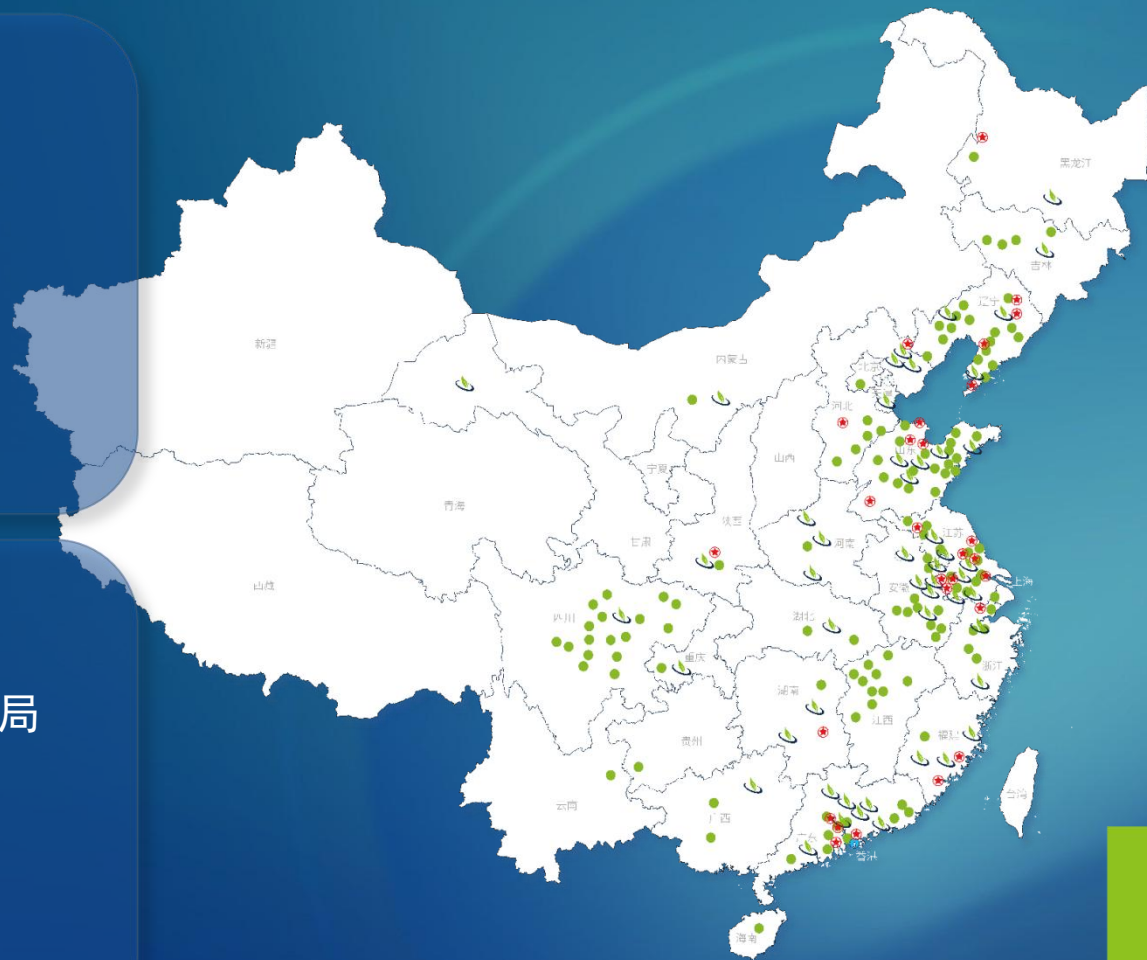 黑龙江
吉林
辽宁
新疆
内蒙古
北京
河北
山西
山东
宁夏
青海
陕西
甘肃
河南
江苏
西藏
安徽
上海
四川
湖北
重庆
浙江
湖南
江西
局
贵州
福建
云南
广西
台湾
广东
香港
海南